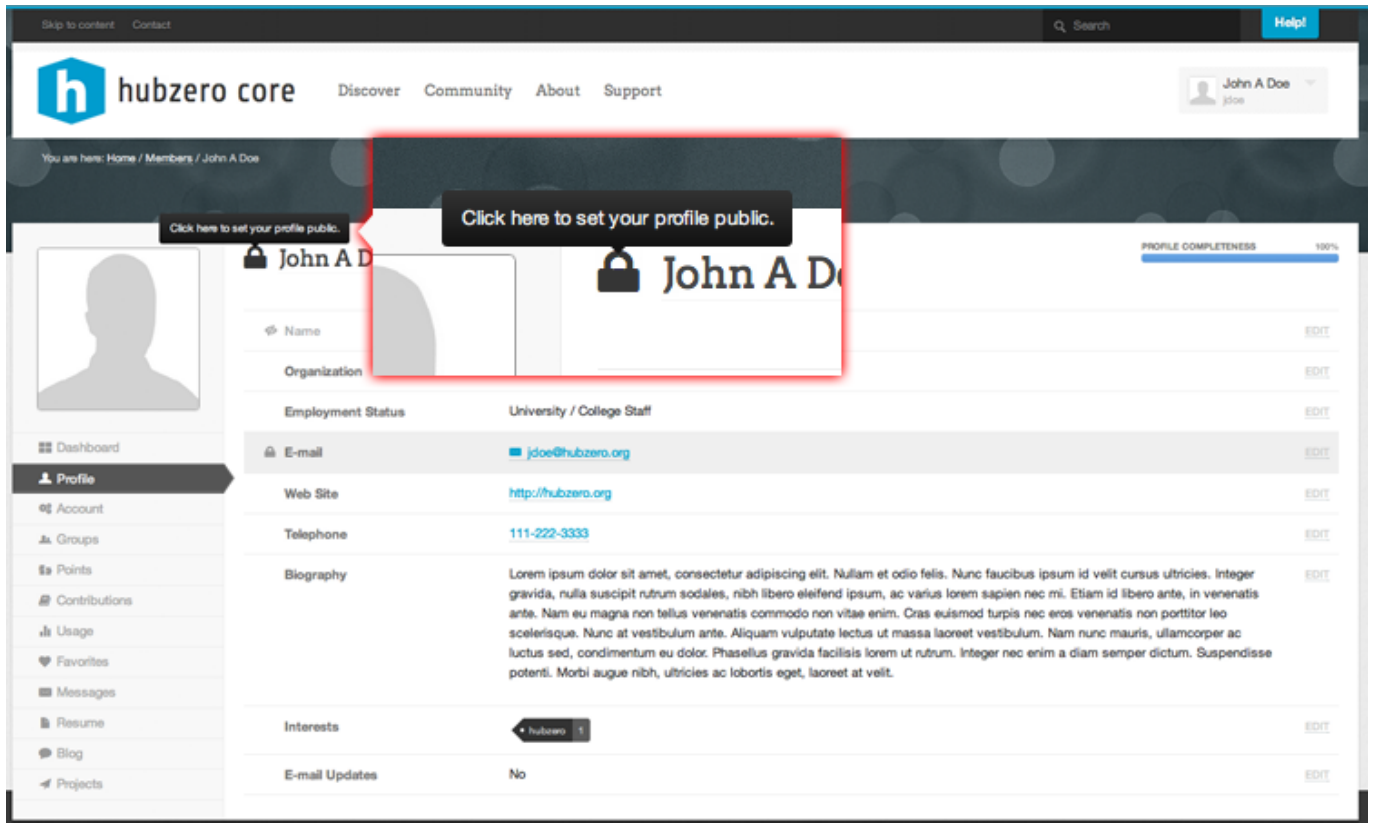 Skip to content Contact
Search
Help!
h hubzero core
Discover Community About Support
John A Doe
jdoe
You are here: Home / Members / John A Doe
Click here to set your profile public.
John A D
Click here to set your profile public.
John A D
PROFILE COMPLETENESS 100%
Name EDIT
Organization EDIT
Employment Status University / College Staff EDIT
E-mail jdoe@hubzero.org EDIT
Web Site http://hubzero.org EDIT
Telephone 111-222-3333 EDIT
Biography EDIT
Lorem ipsum dolor sit amet, consectetur adipiscing elit. Nullam et odio felis. Nunc faucibus ipsum id velit cursus ultricies. Integer
gravida, nulla suscipit rutrum sodales, nibh libero eleifend ipsum, ac varius lorem sapien nec mi. Etiam id libero ante, in venenatis
ante. Nam eu magna non tellus venenatis commodo non vitae enim. Cras euismod turpis nec eros venenatis non porttitor leo
scelerisque. Nunc at vestibulum ante. Aliquam vulputate lectus ut massa laoreet vestibulum. Nam nunc mauris, ullamcorper ac
luctus sed, condimentum eu dolor. Phasellus gravida facilisis lorem ut rutrum. Integer nec enim a diam semper dictum. Suspendisse
potenti. Morbi augue nibh, ultricies ac lobortis eget, laoreet at velit.
Interests hubzero 1 EDIT
E-mail Updates No EDIT
Dashboard
Profile
Account
Groups
Points
Contributions
Usage
Favorites
Messages
Resume
Blog
Projects